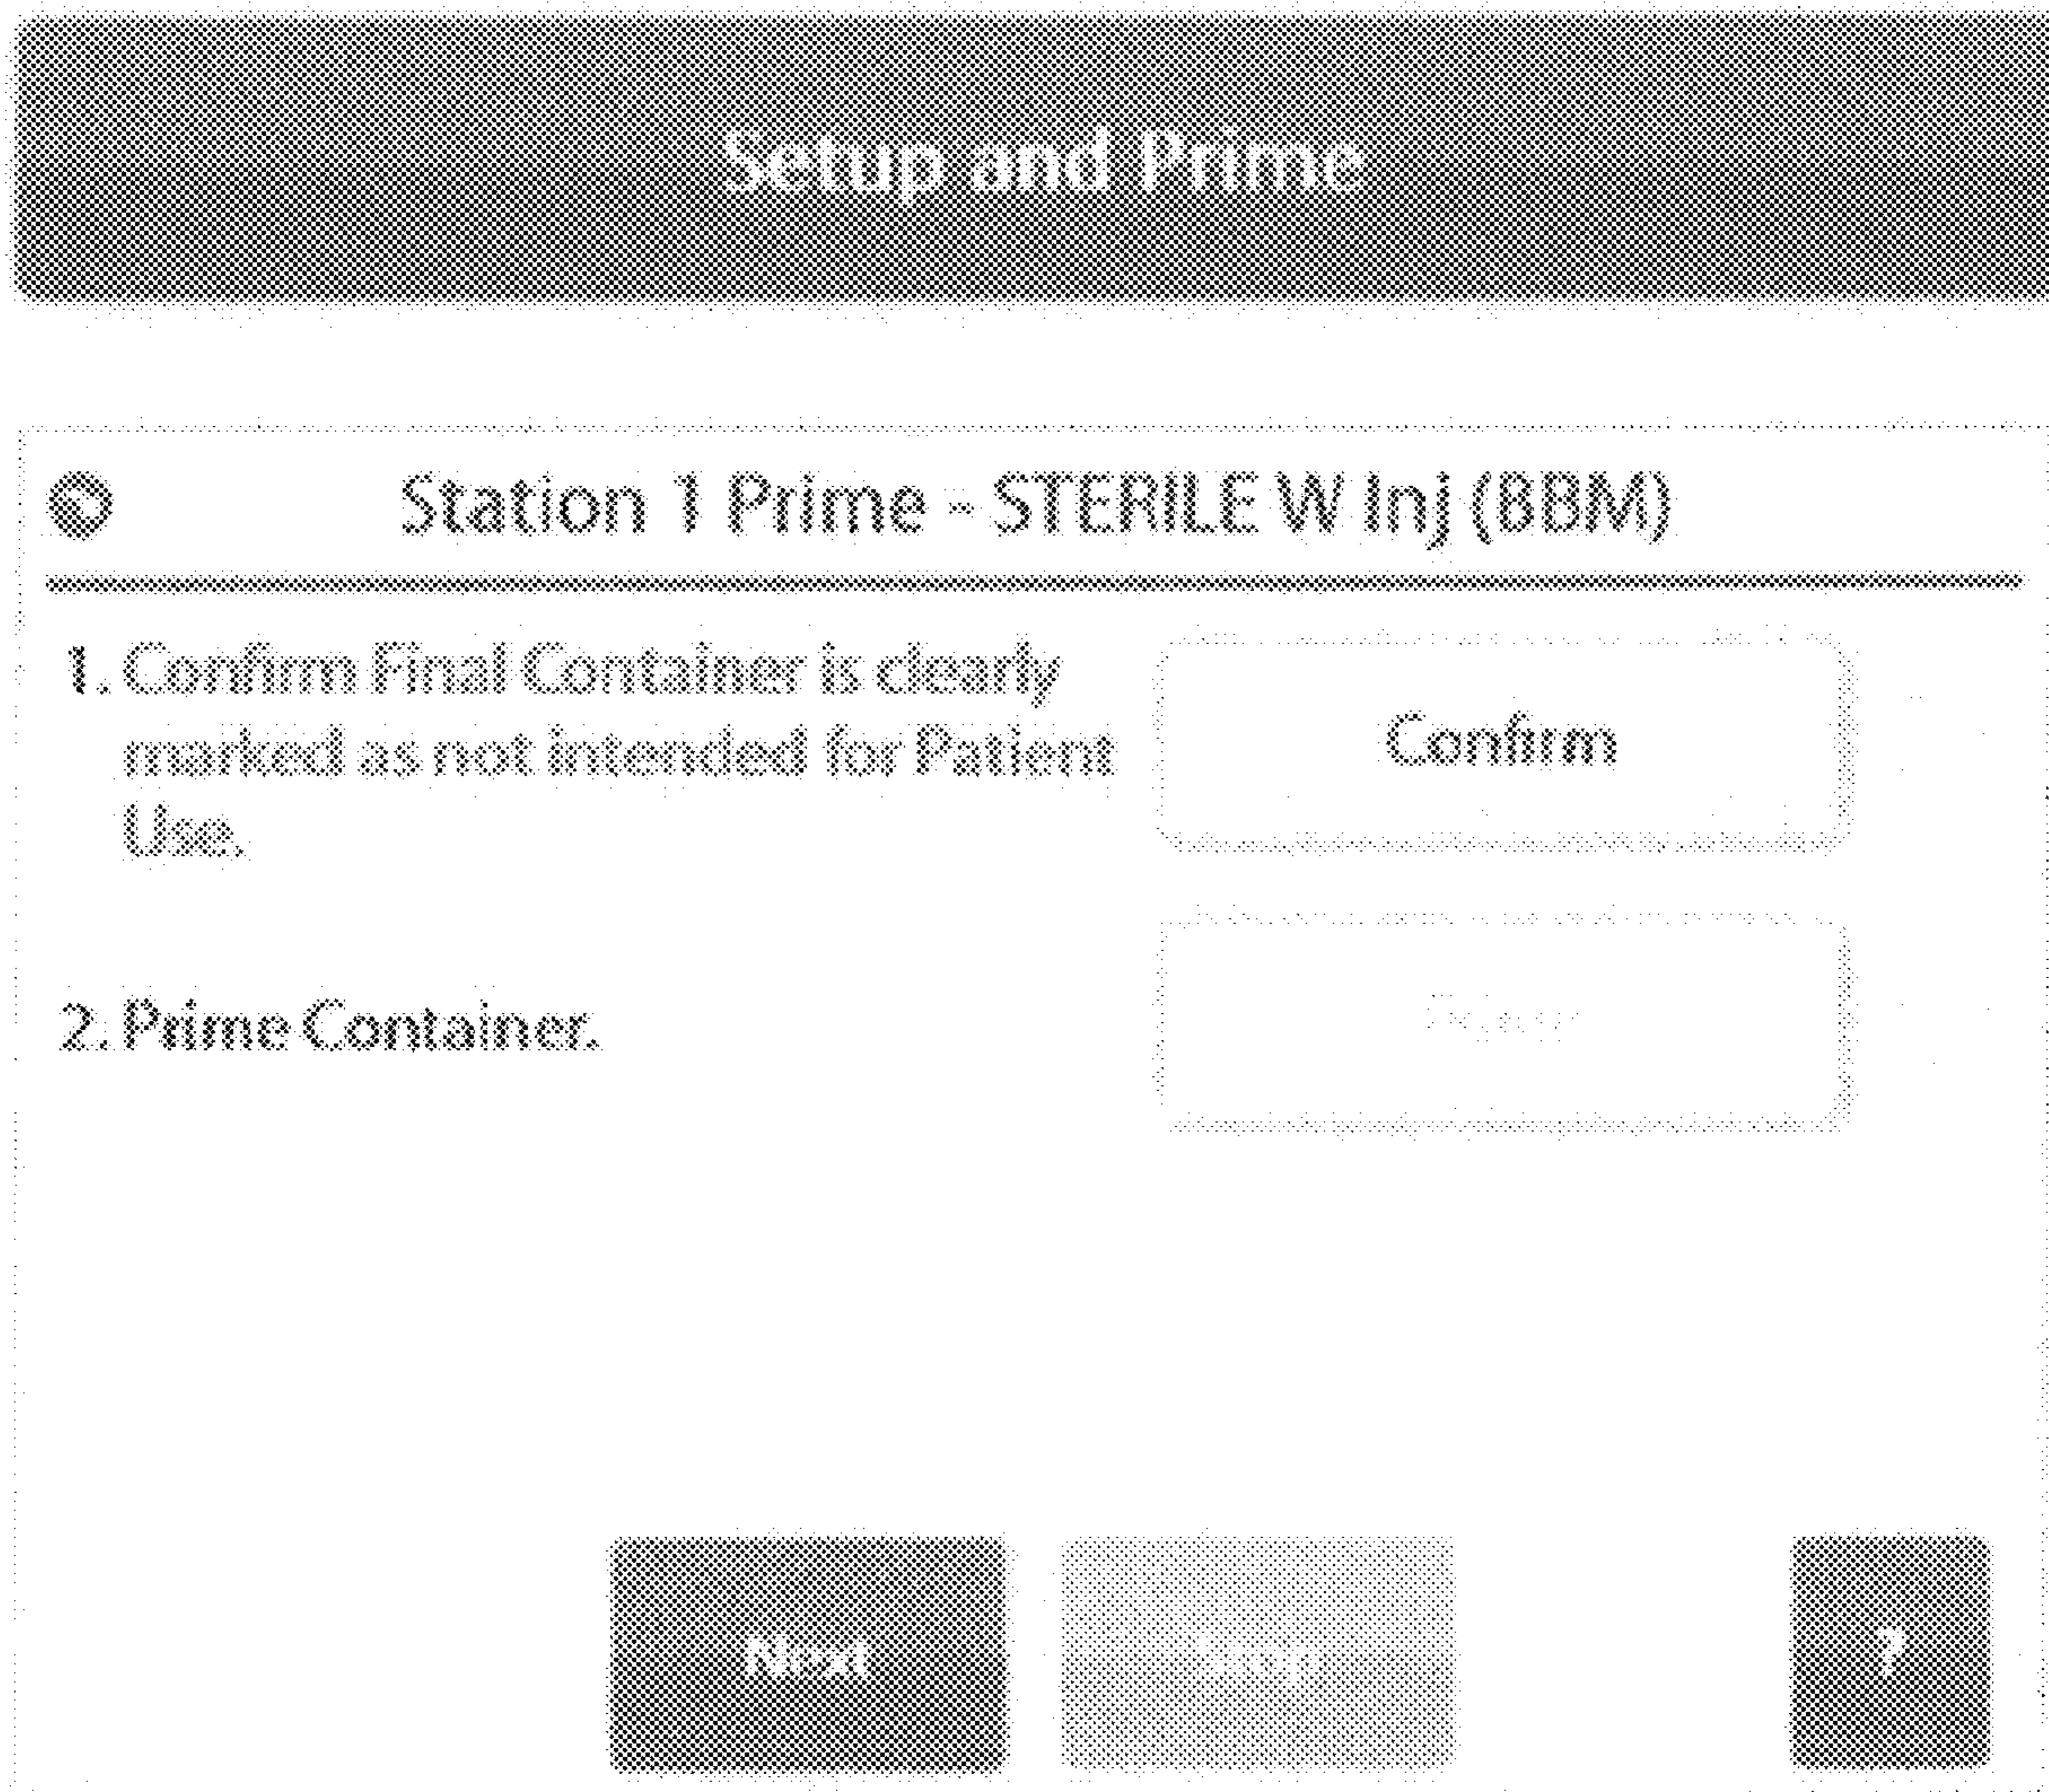 Setup and Prime
Station 1 Prime - STERILE W Inj (BBM)
1. Confirm Final Container is clearly
marked as not intended for Patient
Use.
Confirm
2. Prime Container.
Next
?